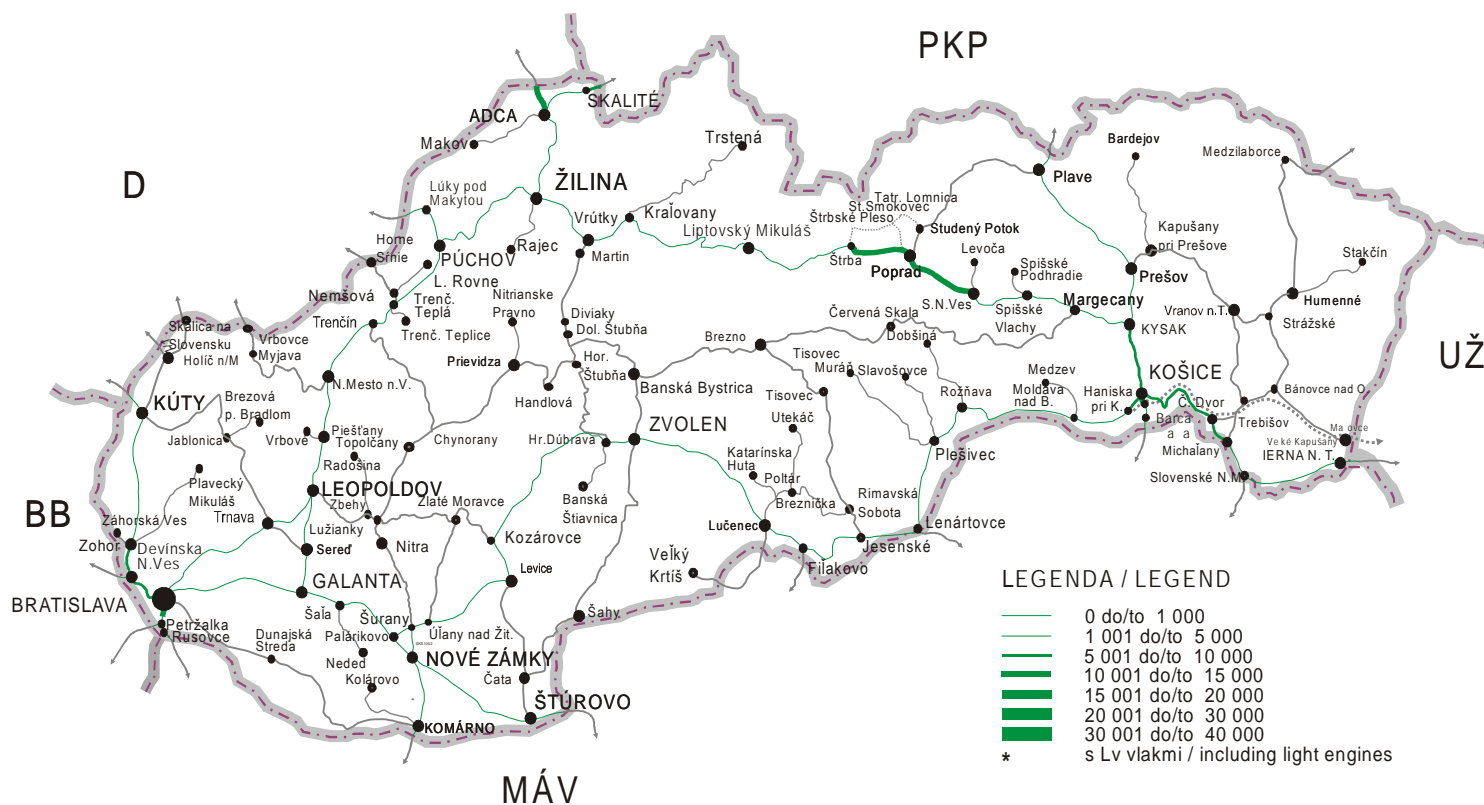 PKP
SKALITÉ
ADCA
Makov
Trstená
Bardejov
Medzilaborce
D
Lúky pod
Makytou
ŽILINA
Plave
Vrútky
Kraľovany
Tatr. Lomnica
St.Smokovec
Štrbské Pleso
Studený Potok
Kapušany
pri Prešove
Liptovský Mikuláš
Horne
Sŕnie
PÚCHOV
Rajec
Martin
Štrba
Poprad
Levoča
Spišské
Podhradie
Prešov
Stakčín
L. Rovne
Nemšová
Trenč.
Teplá
Nitrianske
Pravno
S.N.Ves
Margecany
Humenné
Trenčín
Trenč. Teplice
Diviaky
Dol. Štubňa
Červená Skala
Spišské
Vlachy
KYSAK
Vranov n.T.
Strážské
Skalica na
Slovensku
Holíč n/M
Vrbovce
Myjava
Prievidza
Hor.
Štubňa
Brezno
Dobšiná
UŽ
N.Mesto n.V.
Handlová
Banská Bystrica
Tisovec
Muráň
Slavošovce
Medzev
Moldava
nad B.
Haniska
pri K.
KOŠICE
Bánovce nad O.
KÚTY
Brezová
p. Bradlom
Jablonica
Vrbové
Piešťany
Topolčany
Chynorany
Hr.Dúbrava
ZVOLEN
Tisovec
Utekáč
Rožňava
Č. Dvor
Barca
a a
Trebišov
Michaľany
Ma ovce
Ve ké Kapušany
IERNA N. T.
Radošina
Plešivec
Slovenské N.M.
Plavecký
Mikuláš
LEOPOLDOV
Zbehy
Zlaté Moravce
Banská
Štiavnica
Katarínska
Huta
Poltár
Breznička
Rimavská
Sobota
BB
Záhorská Ves
Trnava
Lužianky
Lučenec
Lenártovce
Zohor
Devínska
N.Ves
Sereď
Nitra
Kozárovce
Jesenské
Fiľakovo
Veľký
Krtíš
Levice
GALANTA
BRATISLAVA
Šaľa
Šurany
Úľany nad Žit.
Šahy
Petržalka
Rusovce
Palárikovo
Dunajská
Streda
Neded
Kolárovo
NOVÉ ZÁMKY
Čata
KOMÁRNO
ŠTÚROVO
MÁV
LEGENDA / LEGEND
0 do/to 1 000
1 001 do/to 5 000
5 001 do/to 10 000
10 001 do/to 15 000
15 001 do/to 20 000
20 001 do/to 30 000
30 001 do/to 40 000
* s Lv vlakmi / including light engines